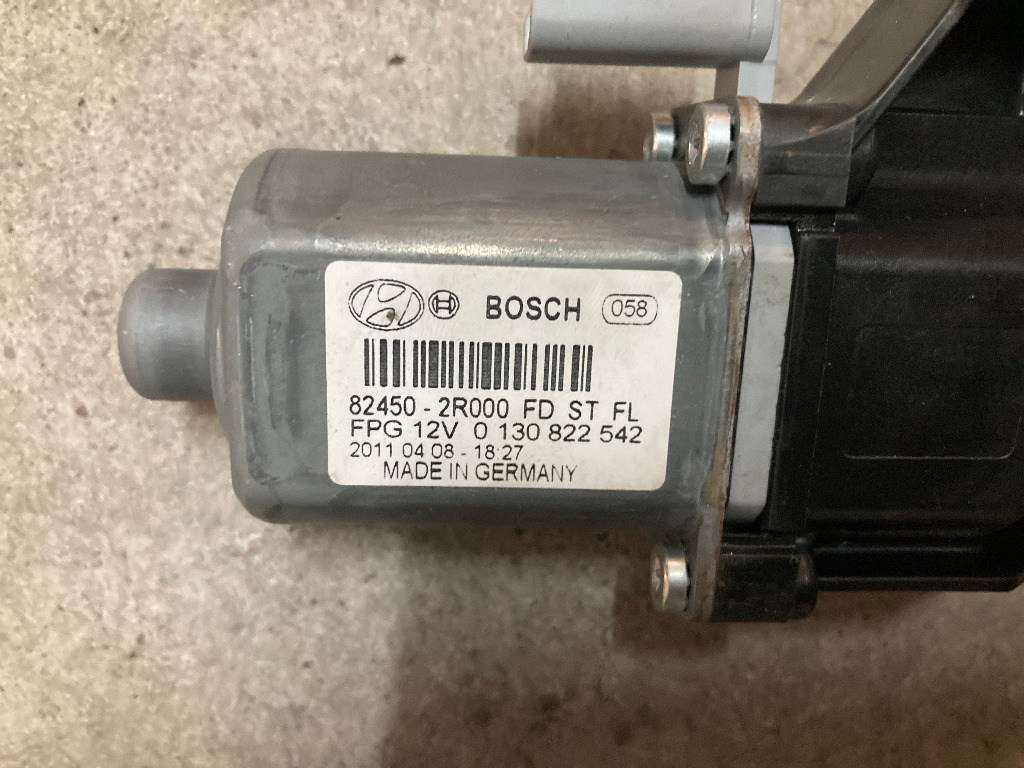 BOSCH 058
82450 - 2R000 FD ST FL
FPG 12V 0 130 822 542
2011 04 08 - 18:27
MADE IN GERMANY